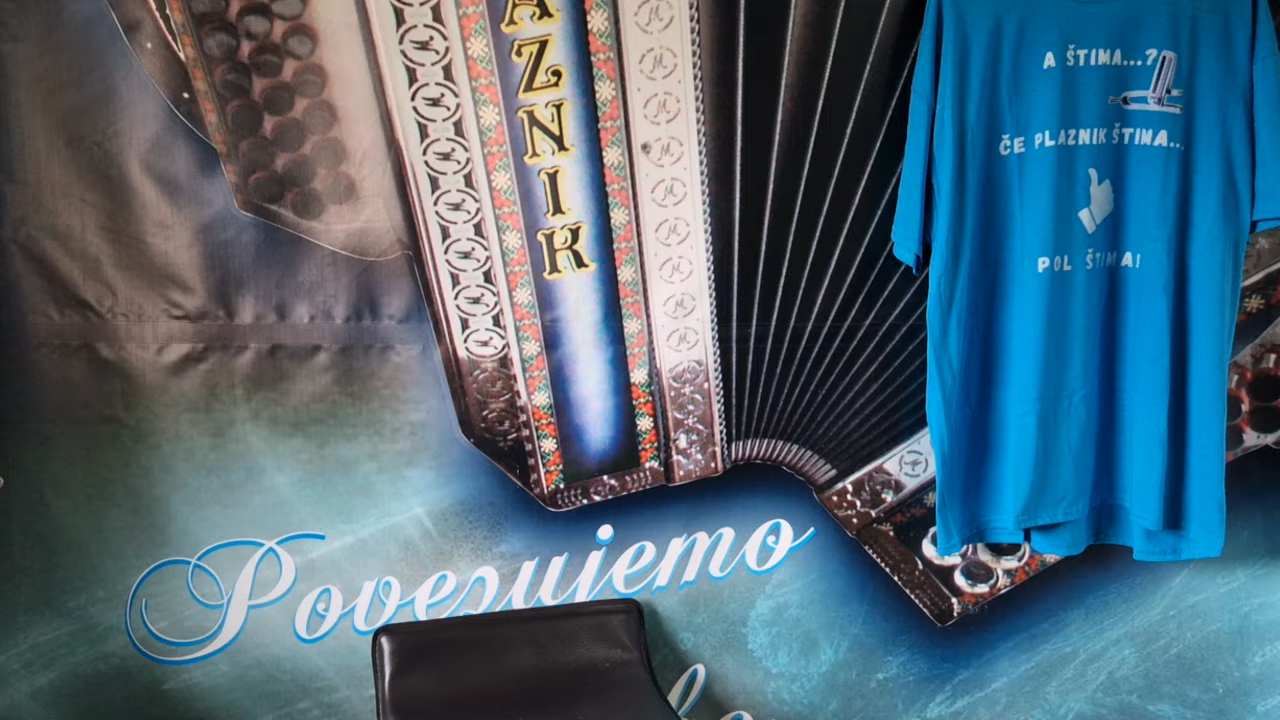 AZNIK
A ŠTIMA...?
ČE PLAZNIK ŠTIMA...
POL ŠTIMA!
Povezujemo